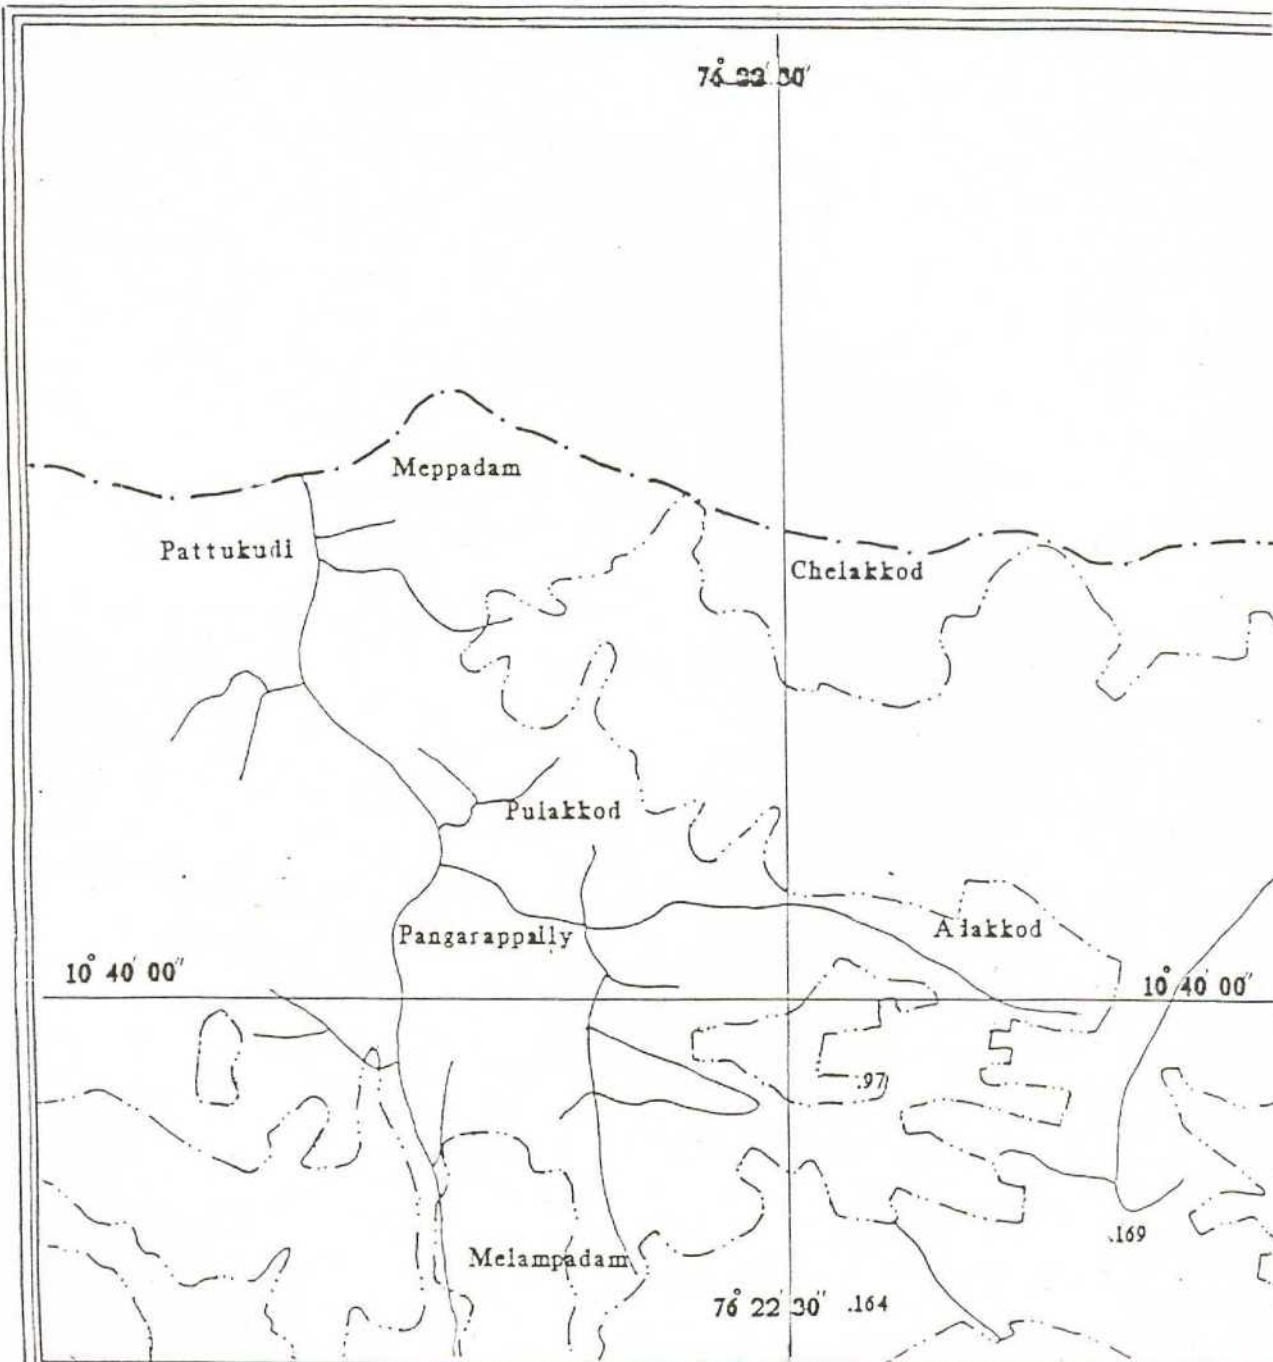 76° 22' 30"
Meppadam
Pattukudi
Chelakkod
Pulakkod
Pangarappally
Alakkod
10° 40' 00"
10° 40' 00"
.97
.169
Melampadam
76° 22' 30" .164